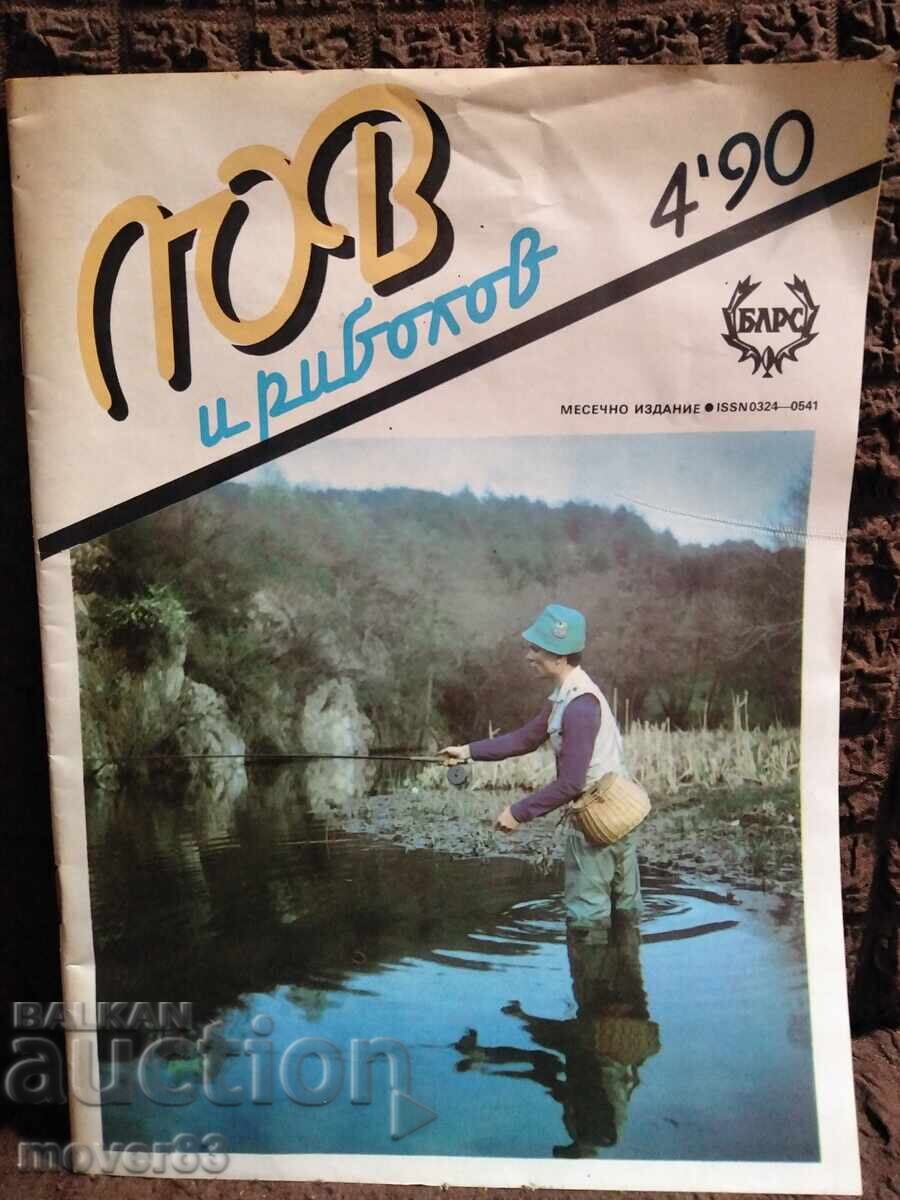 ЛОВ
и риболов
4'90
БЛРС
МЕСЕЧНО ИЗДАНИЕ ● ISSN 0324—0541
BALKAN
auction
mover83